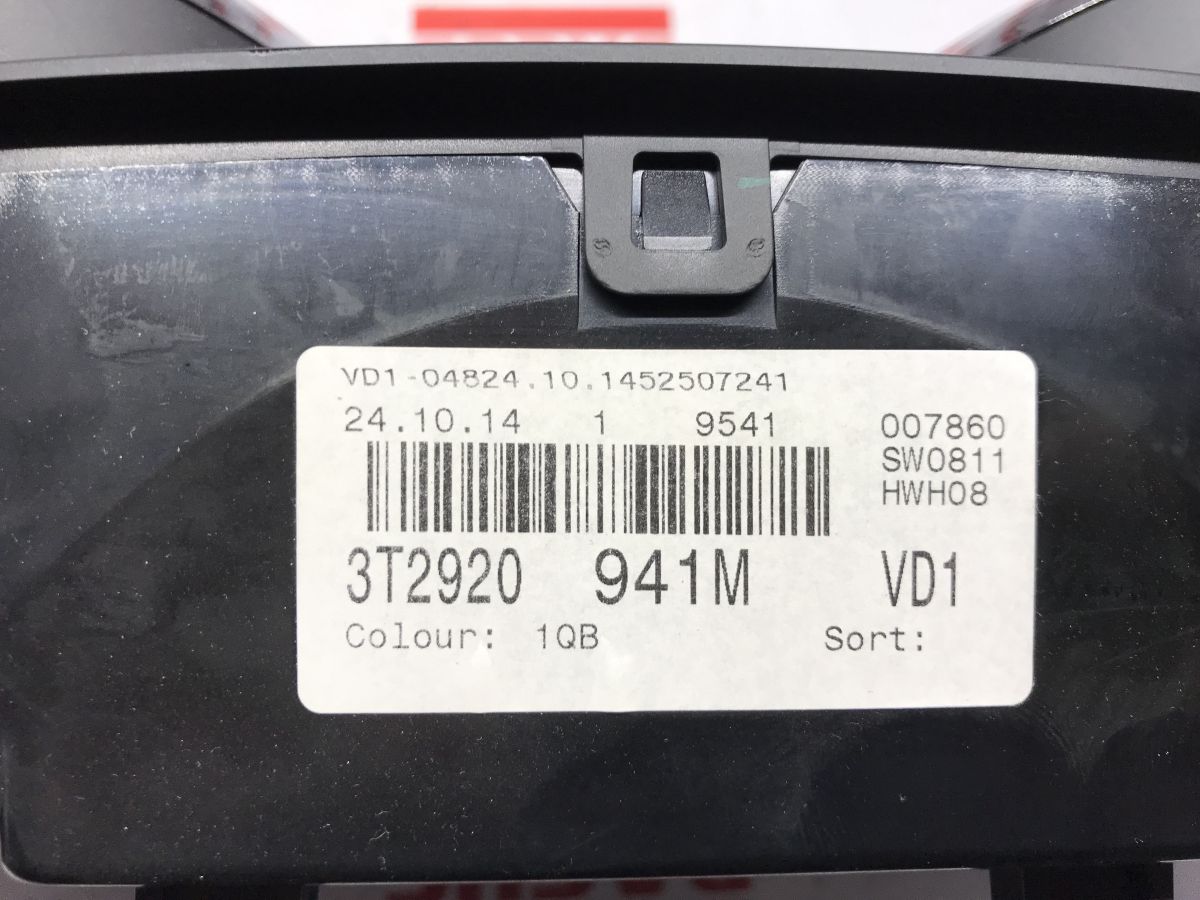 VD1-04824.10.1452507241
24.10.14 1 9541 007860
SW0811
HWH08
3T2920 941M VD1
Colour: 1QB Sort: